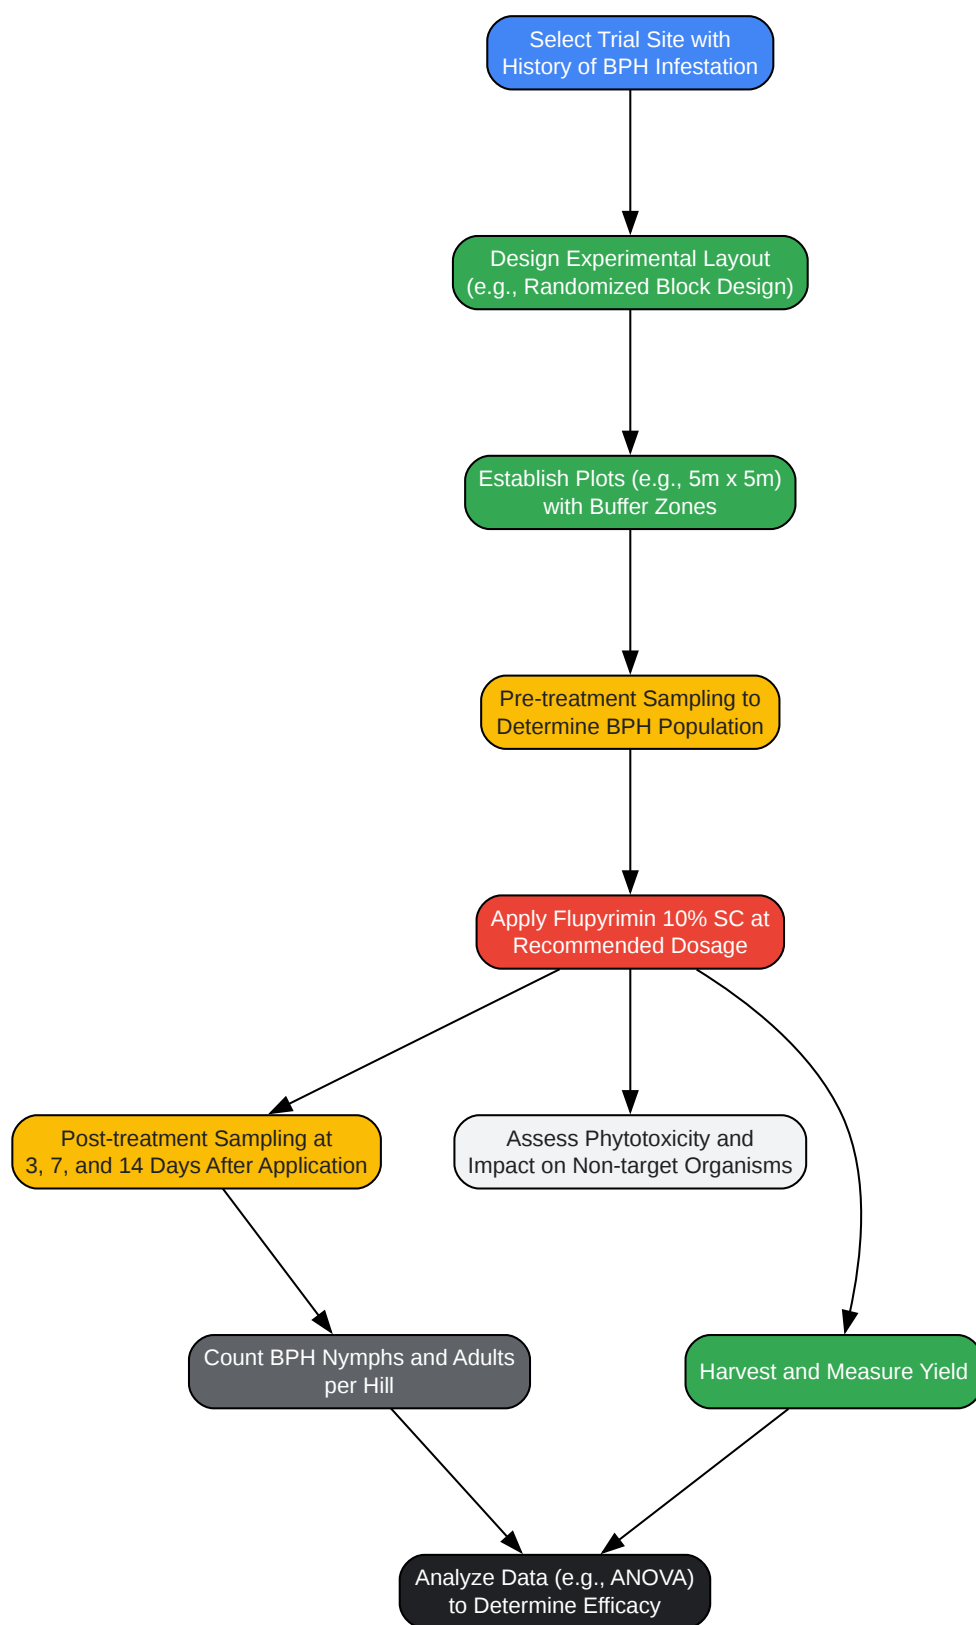 Select Trial Site with
History of BPH Infestation
Design Experimental Layout
(e.g., Randomized Block Design)
Establish Plots (e.g., 5m x 5m)
with Buffer Zones
Pre-treatment Sampling to
Determine BPH Population
Apply Flupyrimin 10% SC at
Recommended Dosage
Post-treatment Sampling at
3, 7, and 14 Days After Application
Assess Phytotoxicity and
Impact on Non-target Organisms
Count BPH Nymphs and Adults
per Hill
Harvest and Measure Yield
Analyze Data (e.g., ANOVA)
to Determine Efficacy